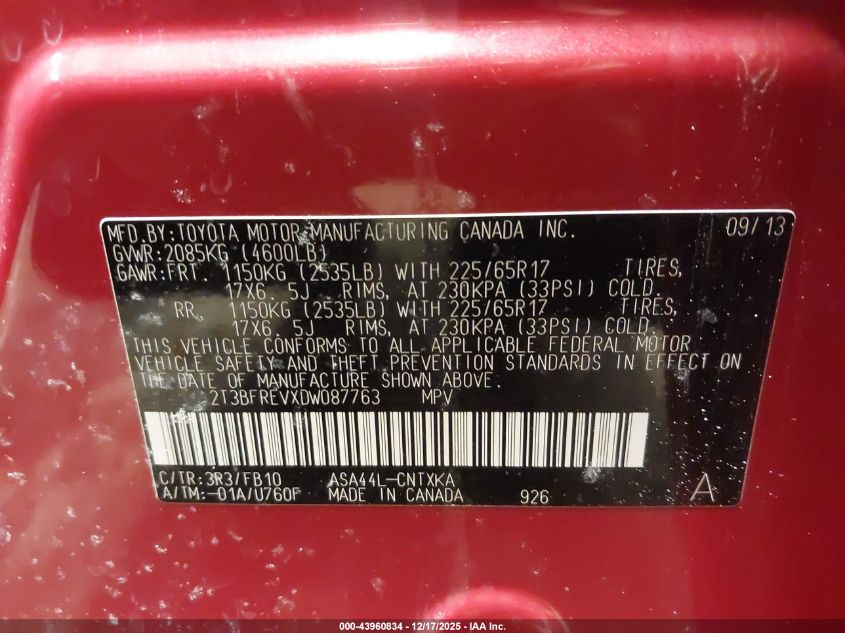 MFD.BY:TOYOTA MOTOR MANUFACTURING CANADA INC. 09/13
GVWR:2085KG (4600LB)
GAWR:FRT. 1150KG (2535LB) WITH 225/65R17 TIRES,
17X6. 5J RIMS, AT 230KPA (33PSI) COLD.
RR. 1150KG (2535LB) WITH 225/65R17 TIRES,
17X6. 5J RIMS, AT 230KPA (33PSI) COLD.
THIS VEHICLE CONFORMS TO ALL APPLICABLE FEDERAL MOTOR
VEHICLE SAFETY AND THEFT PREVENTION STANDARDS IN EFFECT ON
THE DATE OF MANUFACTURE SHOWN ABOVE.
2T3BFREVXDW087763 MPV
C/TR:3R3/FB10 ASA44L-CNTXKA
A/TM:-01A/U760F MADE IN CANADA 926 A
000-43960834 - 12/17/2025 - IAA Inc.